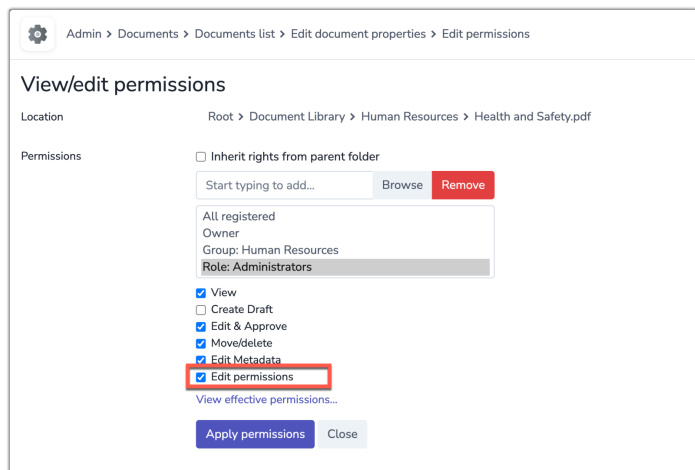 Admin > Documents > Documents list > Edit document properties > Edit permissions
View/edit permissions
Location Root > Document Library > Human Resources > Health and Safety.pdf
Permissions Inherit rights from parent folder
Start typing to add... Browse Remove
All registered
Owner
Group: Human Resources
Role: Administrators
View
Create Draft
Edit & Approve
Move/delete
Edit Metadata
Edit permissions
View effective permissions...
Apply permissions Close